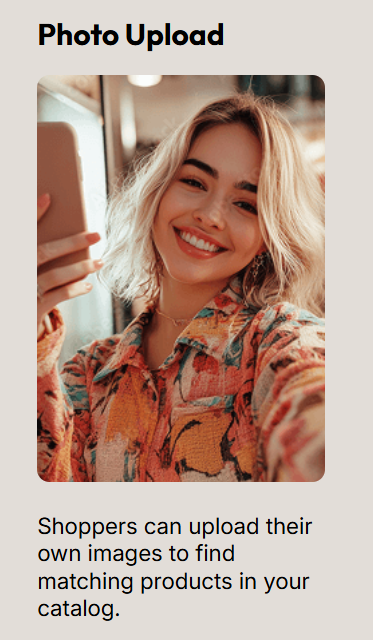 Photo Upload
Shoppers can upload their
own images to find
matching products in your
catalog.